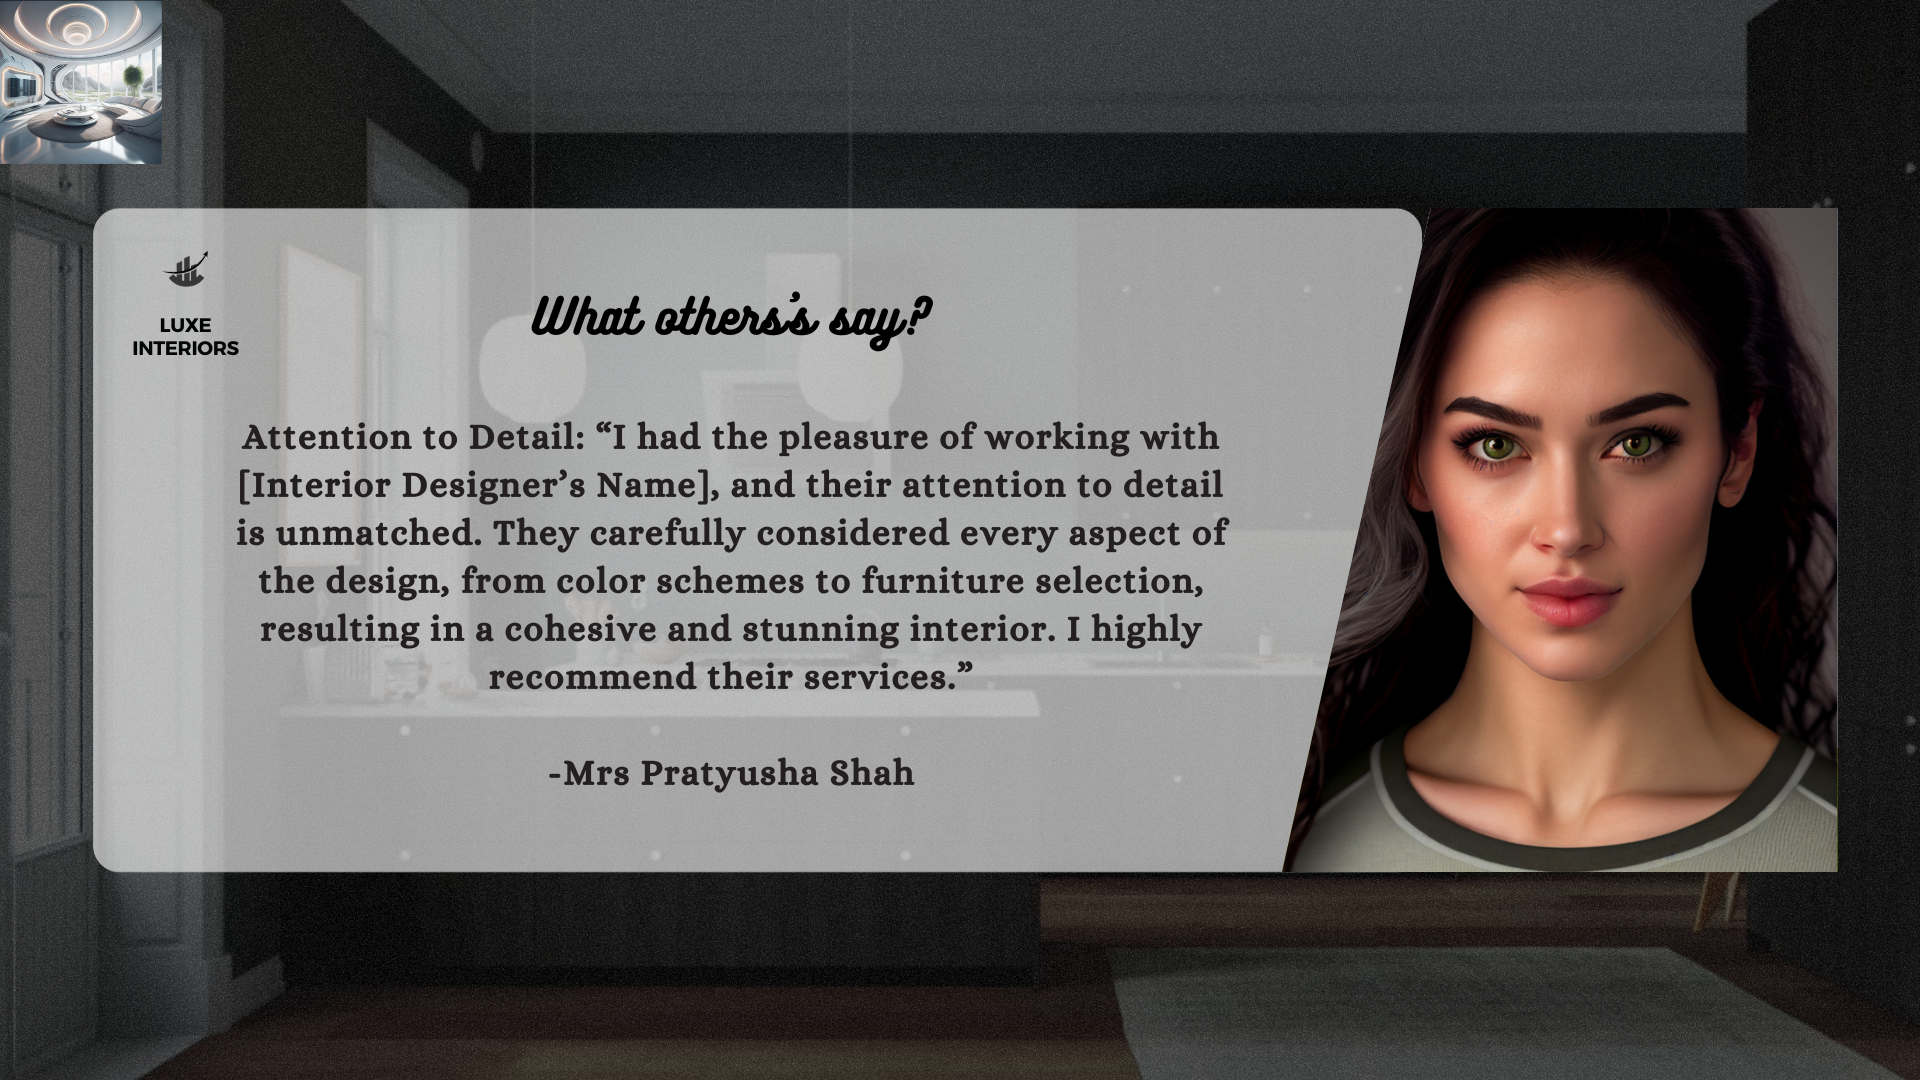 LUXE
INTERIORS
What others's say?
Attention to Detail: “I had the pleasure of working with
[Interior Designer’s Name], and their attention to detail
is unmatched. They carefully considered every aspect of
the design, from color schemes to furniture selection,
resulting in a cohesive and stunning interior. I highly
recommend their services.”
-Mrs Pratyusha Shah